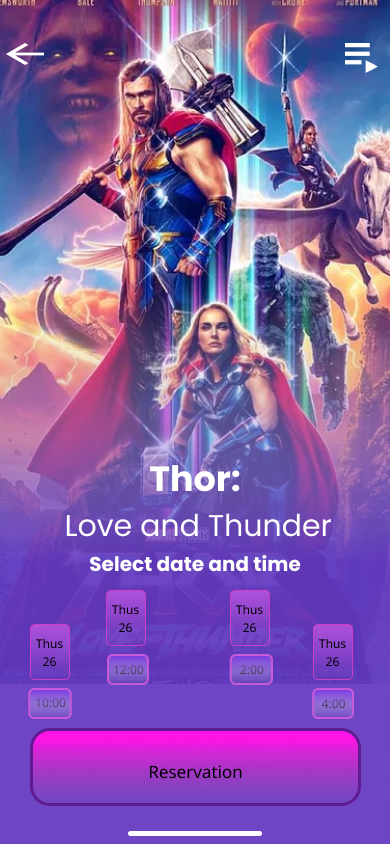 BALE
Thor:
Love and Thunder
Select date and time
Thus
26
Thus
26
Thus
26
Thus
26
12:00
2:00
10:00
4:00
Reservation